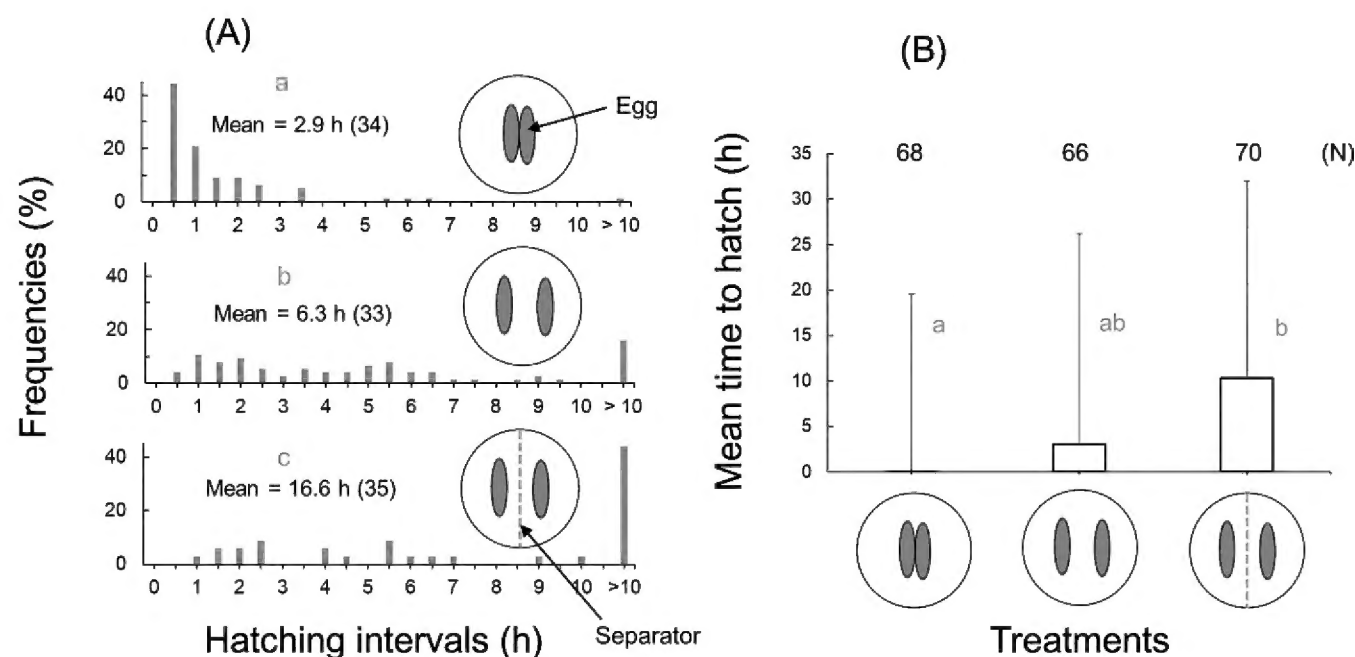 (A)
Frequencies (%)
40
20
0
a
Mean = 2.9 h (34)
Egg
0 1 2 3 4 5 6 7 8 9 10 > 10
40
20
0
b
Mean = 6.3 h (33)
0 1 2 3 4 5 6 7 8 9 10 > 10
40
20
0
c
Mean = 16.6 h (35)
0 1 2 3 4 5 6 7 8 9 10 >10
Hatching intervals (h)
Separator
(B)
Mean time to hatch (h)
68 66 70 (N)
35
30
25
20
15
10
5
0
a
ab
b
Treatments